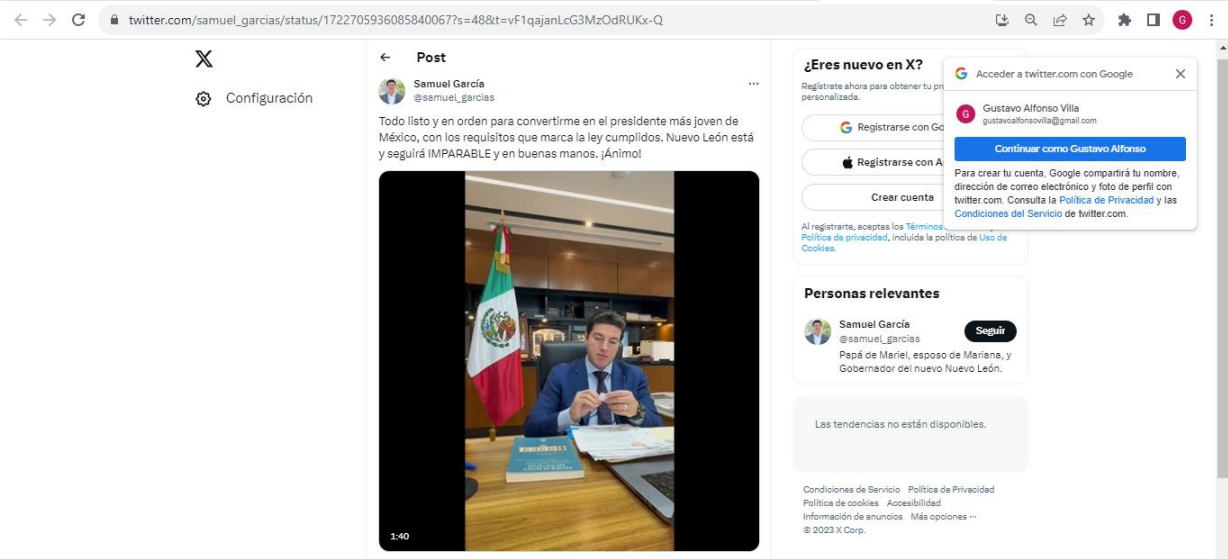 twitter.com/samuel_garcias/status/1722705936085840067?s=48&t=vF1qajanLcG3MzOdRUKx-Q
G
X
Configuración
Post
Samuel García
@samuel_garcias
Todo listo y en orden para convertirme en el presidente más joven de
México, con los requisitos que marca la ley cumplidos. Nuevo León está
y seguirá IMPARABLE y en buenas manos. ¡Ánimo!
1:40
¿Eres nuevo en X?
Regístrate ahora para obtener tu pr
personalizada.
Registrarse con Go
Registrarse con A
Crear cuenta
Al registrarte, aceptas los Términos
Política de privacidad, incluida la política de Uso de
Cookies.
G Acceder a twitter.com con Google
G
Gustavo Alfonso Villa
gustavoalfonsovilla@gmail.com
Continuar como Gustavo Alfonso
Para crear tu cuenta, Google compartirá tu nombre,
dirección de correo electrónico y foto de perfil con
twitter.com. Consulta la Política de Privacidad y las
Condiciones del Servicio de twitter.com.
Personas relevantes
Samuel García
@samuel_garcias
Seguir
Papá de Mariel, esposo de Mariana, y
Gobernador del nuevo Nuevo León.
Las tendencias no están disponibles.
Condiciones de Servicio Política de Privacidad
Política de cookies Accesibilidad
Información de anuncios Más opciones ···
© 2023 X Corp.